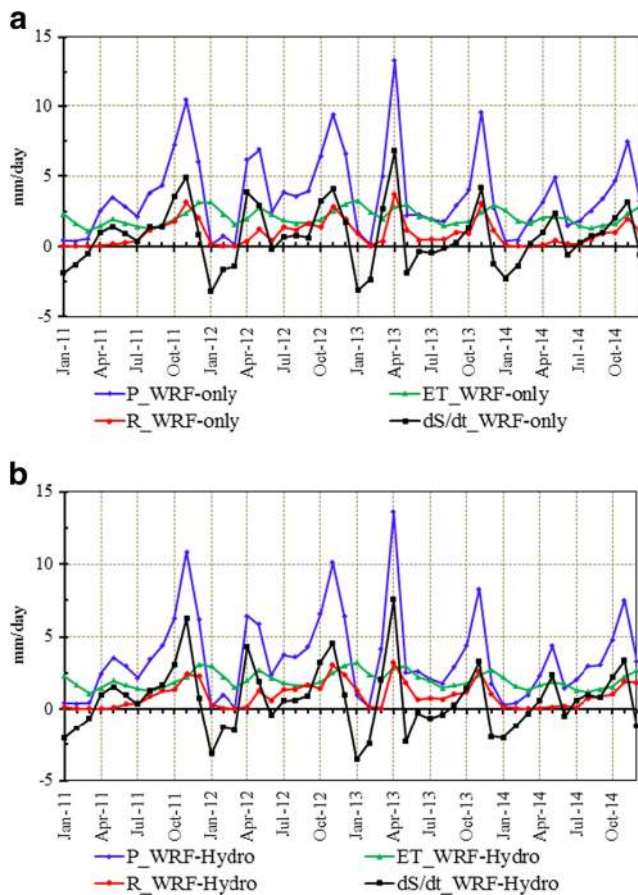 a
15
10
5
0
-5
mm/day
Jan-11 Apr-11 Jul-11 Oct-11 Jan-12 Apr-12 Jul-12 Oct-12 Jan-13 Apr-13 Jul-13 Oct-13 Jan-14 Apr-14 Jul-14 Oct-14
P_WRF-only ET_WRF-only
R_WRF-only dS/dt_WRF-only
b
15
10
5
0
-5
mm/day
Jan-11 Apr-11 Jul-11 Oct-11 Jan-12 Apr-12 Jul-12 Oct-12 Jan-13 Apr-13 Jul-13 Oct-13 Jan-14 Apr-14 Jul-14 Oct-14
P_WRF-Hydro ET_WRF-Hydro
R_WRF-Hydro dS/dt_WRF-Hydro